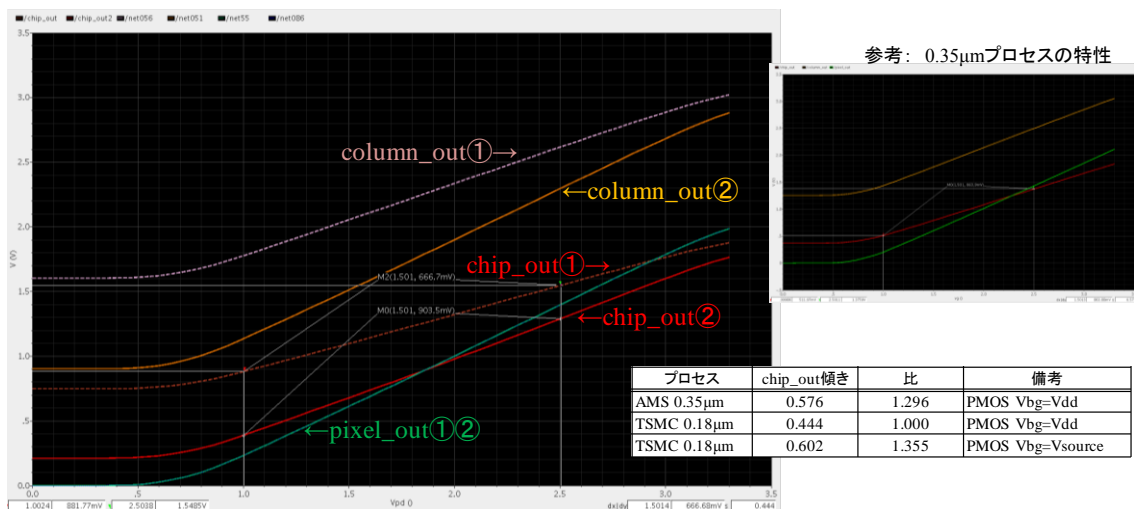 /chip_out /chip_out2 /net056 /net051 /net55 /net086
参考: 0.35μmプロセスの特性
3.5
3.0
2.5
2.0
1.5
1.0
.5
0.0
V (V)
column_out①→
←column_out②
chip_out①→
←chip_out②
←pixel_out①②
M2(1.501, 666.7mV)
M0(1.501, 903.5mV)
0.0 .5 1.0 1.5 2.0 2.5 3.0 3.5
Vpd ()
1.0024 881.77mV 2.5038 1.5485V
dx|dy 1.5014 666.68mV s 0.444
プロセス chip_out傾き 比 備考
AMS 0.35μm 0.576 1.296 PMOS Vbg=Vdd
TSMC 0.18μm 0.444 1.000 PMOS Vbg=Vdd
TSMC 0.18μm 0.602 1.355 PMOS Vbg=Vsource